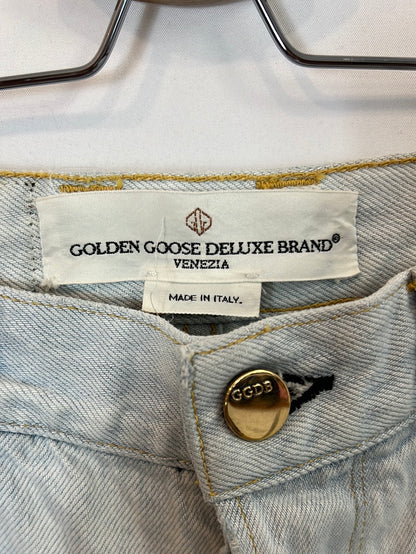 GOLDEN GOOSE DELUXE BRAND®
VENEZIA
MADE IN ITALY.
GGDB